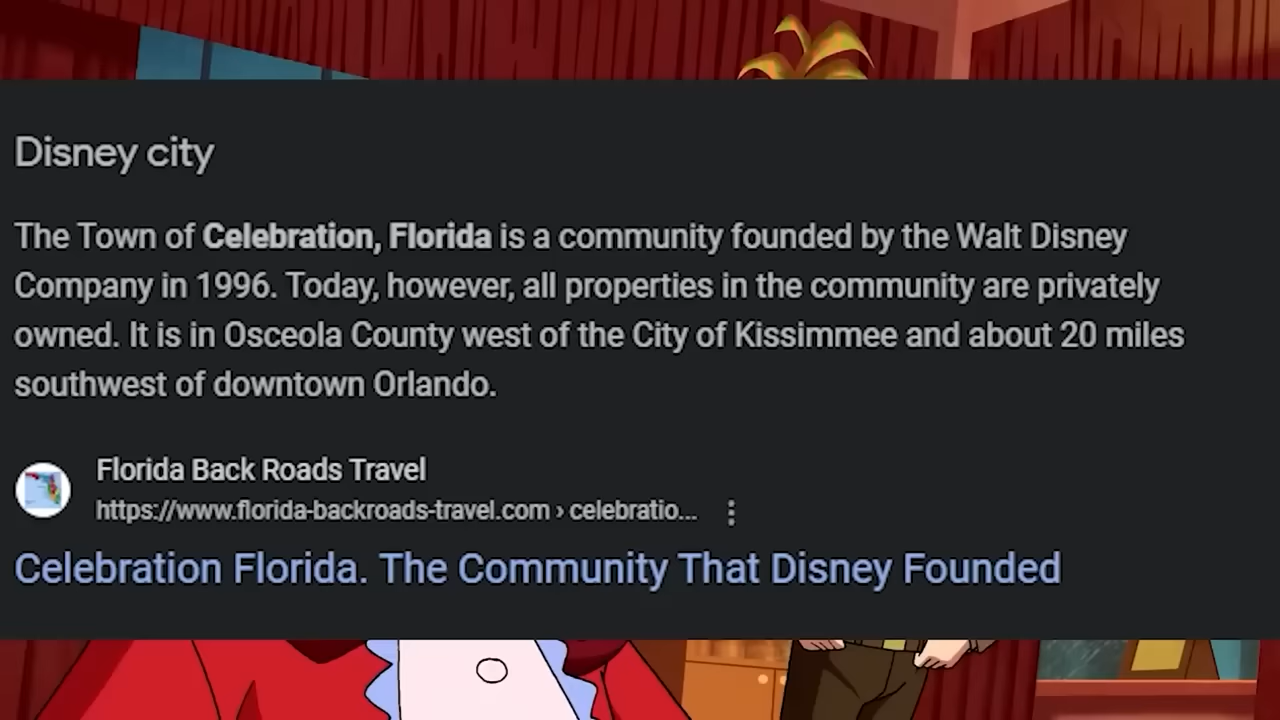 Disney city
The Town of Celebration, Florida is a community founded by the Walt Disney
Company in 1996. Today, however, all properties in the community are privately
owned. It is in Osceola County west of the City of Kissimmee and about 20 miles
southwest of downtown Orlando.
Florida Back Roads Travel
https://www.florida-backroads-travel.com › celebratio...
Celebration Florida. The Community That Disney Founded